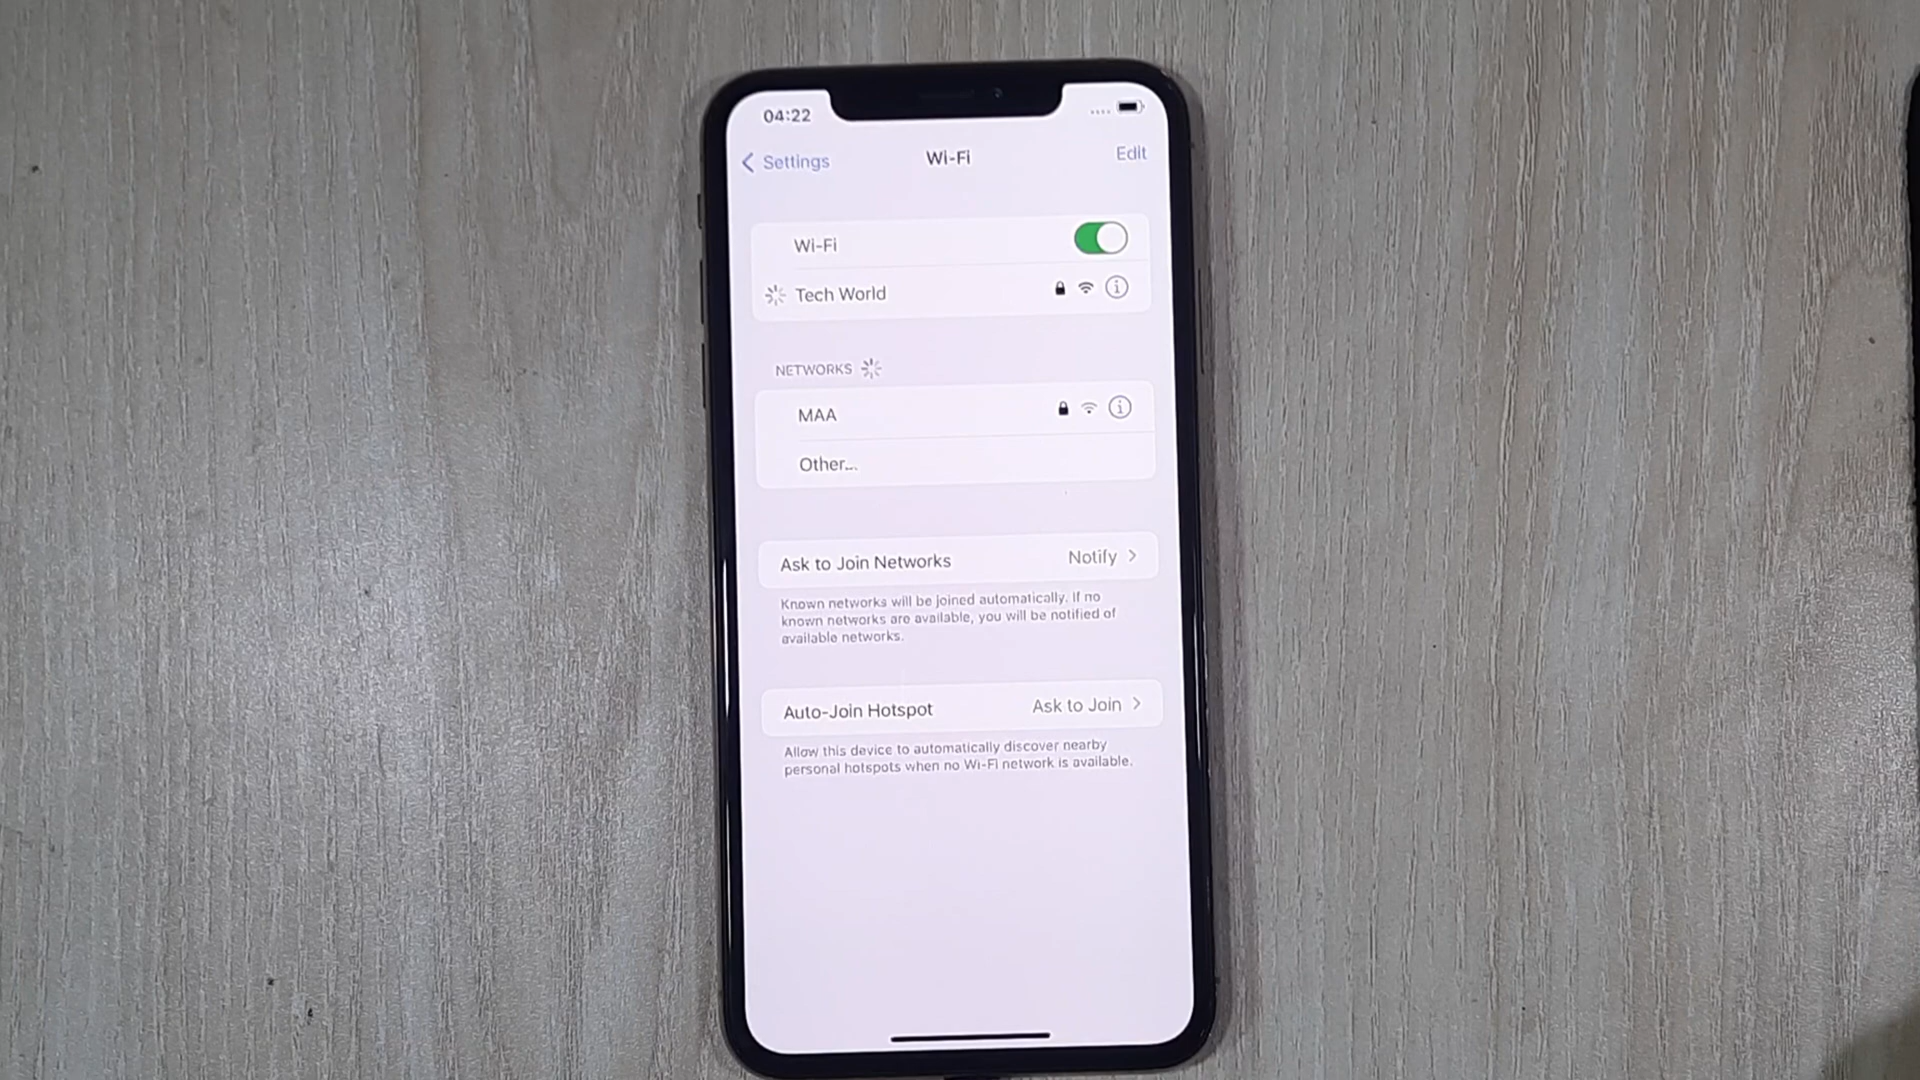 04:22
Settings
Wi-Fi
Edit
Wi-Fi
Tech World
NETWORKS
MAA
Other...
Ask to Join Networks
Notify
Known networks will be joined automatically. If no
known networks are available, you will be notified of
available networks.
Auto-Join Hotspot
Ask to Join
Allow this device to automatically discover nearby
personal hotspots when no Wi-Fi network is available.